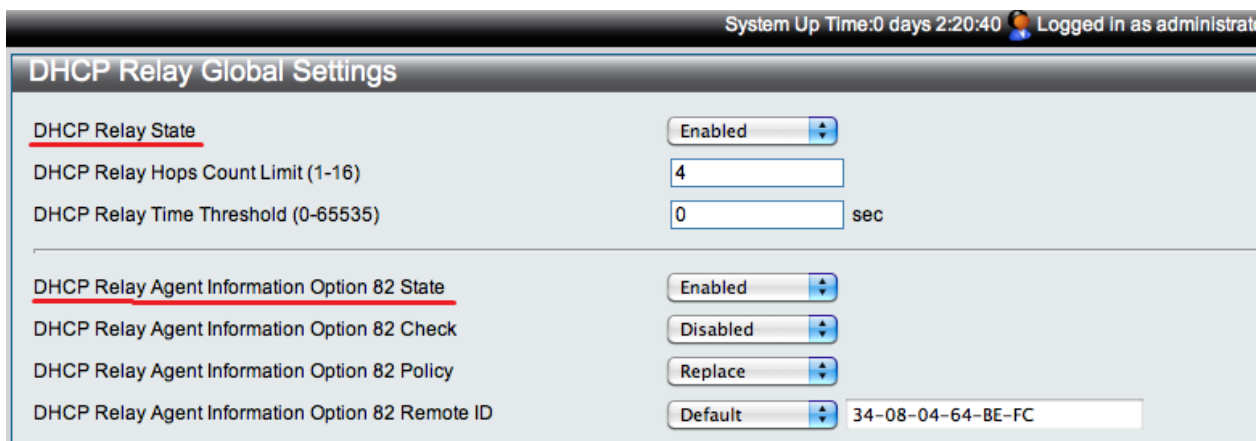 System Up Time:0 days 2:20:40 Logged in as
DHCP Relay Global Settings
DHCP Relay State Enabled
DHCP Relay Hops Count Limit (1-16) 4
DHCP Relay Time Threshold (0-65535) 0 sec
DHCP Relay Agent Information Option 82 State Enabled
DHCP Relay Agent Information Option 82 Check Disabled
DHCP Relay Agent Information Option 82 Policy Replace
DHCP Relay Agent Information Option 82 Remote ID Default 34-08-04-64-BE-FC